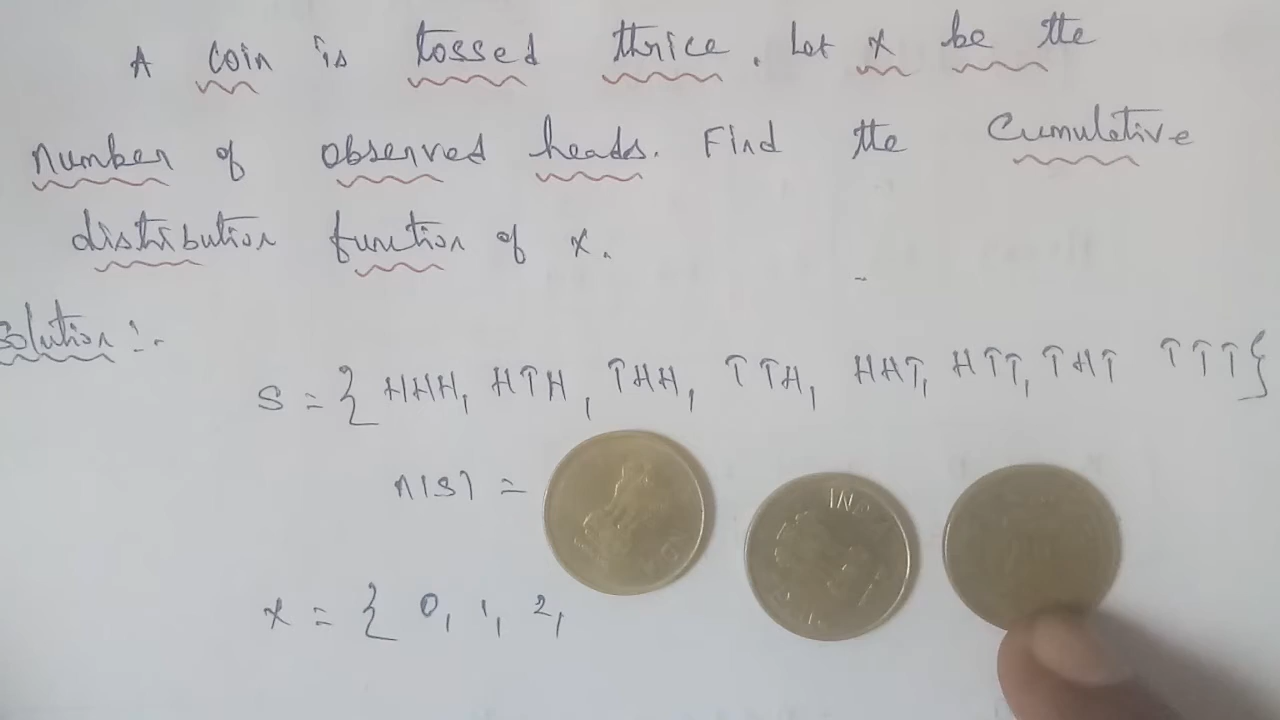 A coin is tossed thrice. Let x be the
number of observed heads. Find the Cumulative
distribution function of x.
Solution :-
S = { HHH, HTH, THH, TTH, HHT, HTT, THT TTT}
n(S) =
INDIA
x = { 0, 1, 2,